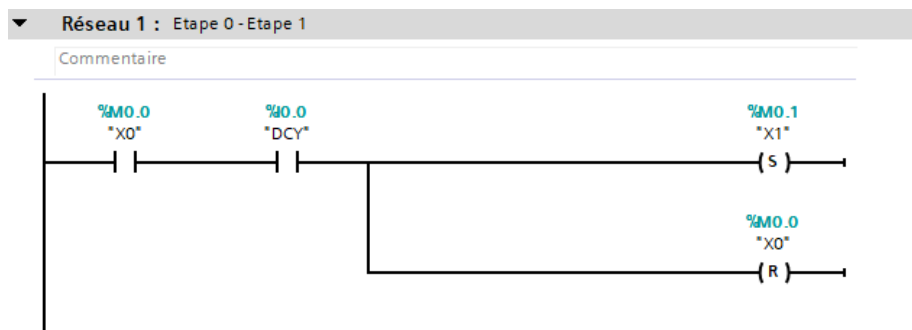 Réseau 1 : Etape 0 - Etape 1
Commentaire
%M0.0 %I0.0 %M0.1
"X0" "DCY" "X1"
S
%M0.0
"X0"
R